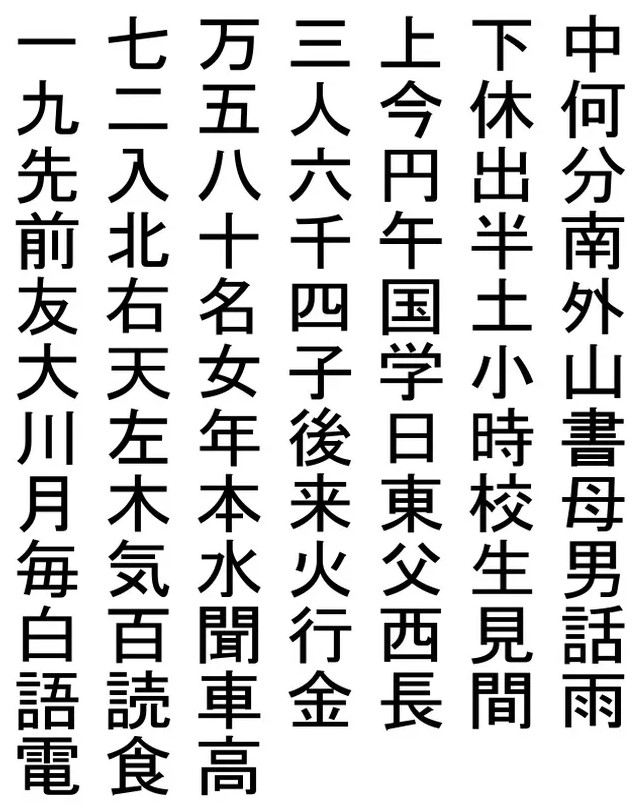 一 七 万 三 上 下 中
九 二 五 人 今 休 何
先 入 八 六 円 出 分
前 北 十 千 午 半 南
友 右 名 四 国 土 外
大 天 女 子 学 小 山
川 左 年 後 日 時 書
月 木 本 来 東 校 母
毎 気 水 火 父 生 男
白 百 聞 行 西 見 話
語 読 車 金 長 間 雨
電 食 高